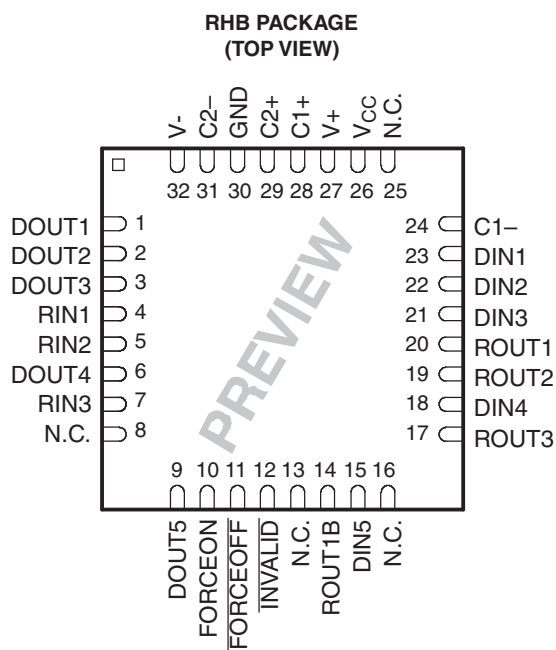 RHB PACKAGE
(TOP VIEW)
V-
C2–
GND
C2+
C1+
V+
VCC
N.C.
32 31 30 29 28 27 26 25
DOUT1 1
DOUT2 2
DOUT3 3
RIN1 4
RIN2 5
DOUT4 6
RIN3 7
N.C. 8
24 C1–
23 DIN1
22 DIN2
21 DIN3
20 ROUT1
19 ROUT2
18 DIN4
17 ROUT3
PREVIEW
9 10 11 12 13 14 15 16
DOUT5
FORCEON
FORCEOFF
INVALID
N.C.
ROUT1B
DIN5
N.C.